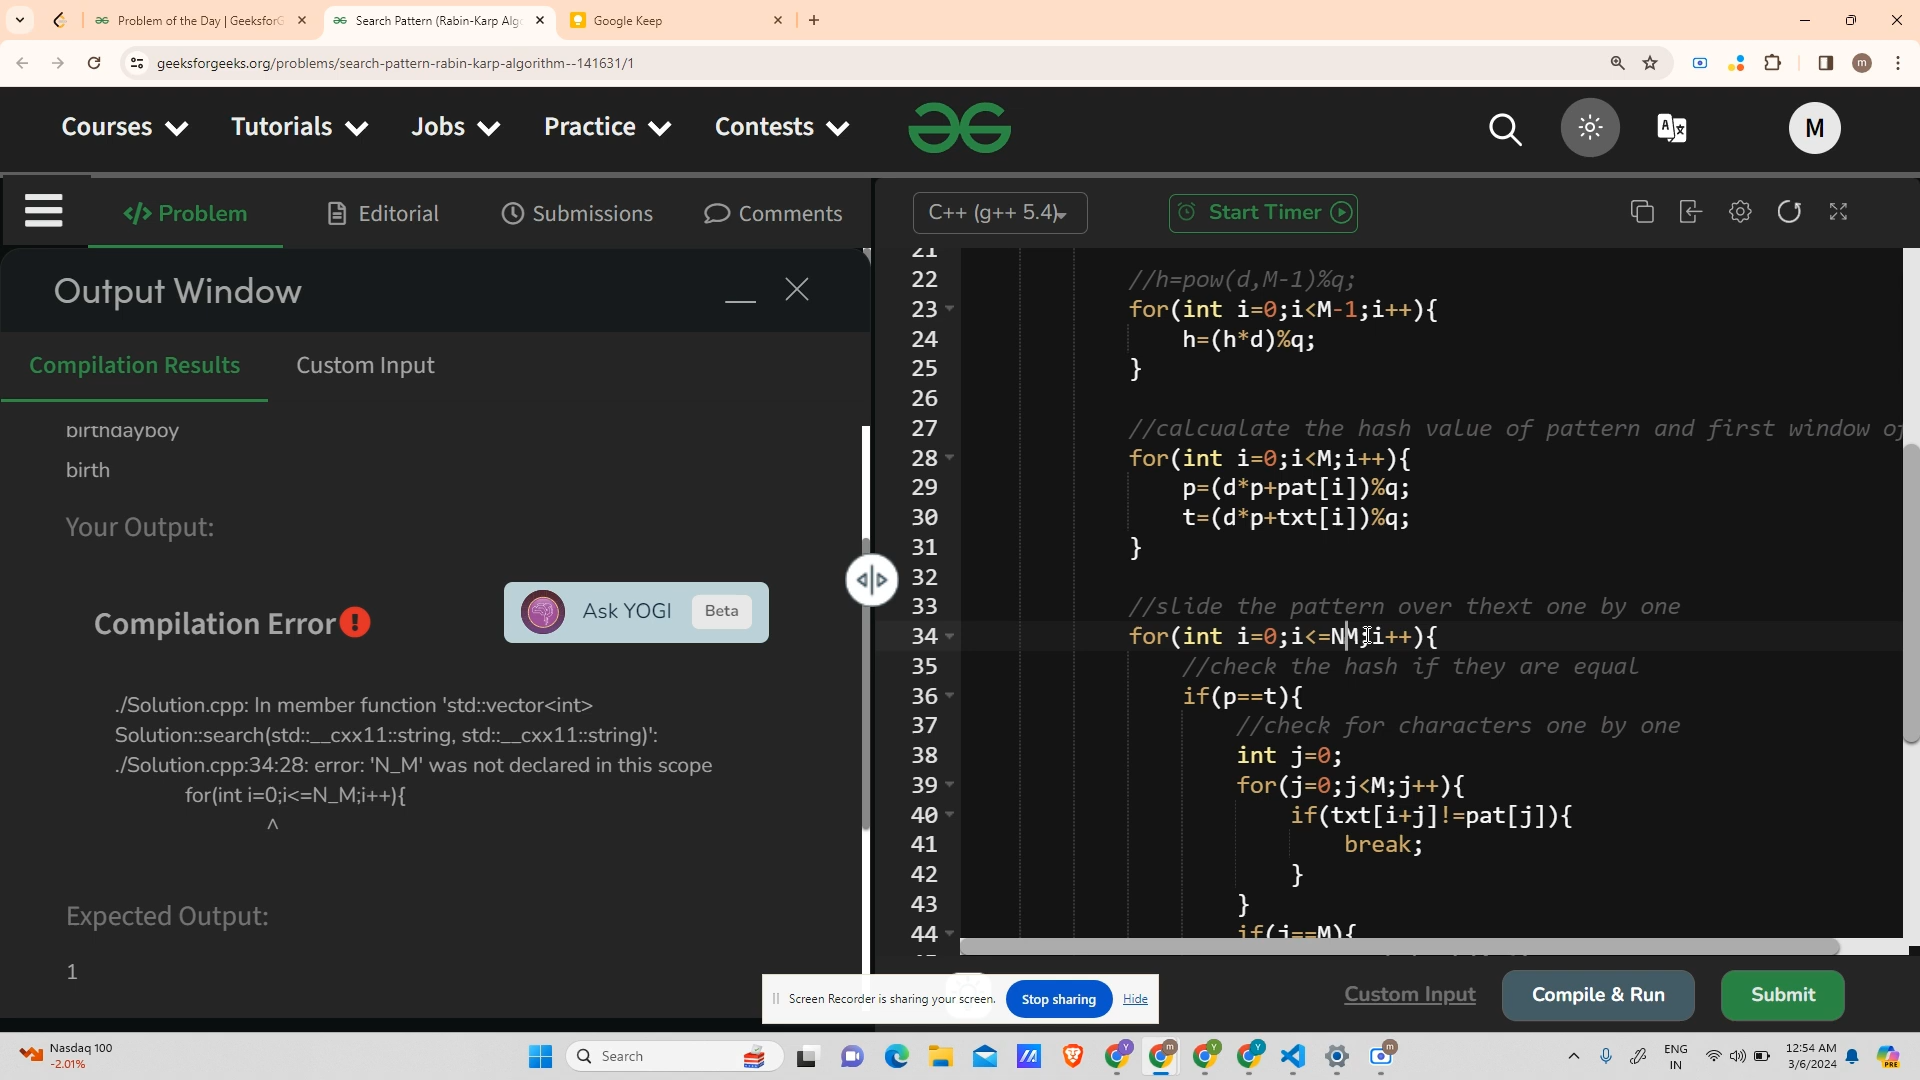 Problem of the Day | GeeksforG
Search Pattern (Rabin-Karp Algo
Google Keep
geeksforgeeks.org/problems/search-pattern-rabin-karp-algorithm--141631/1
m
Courses
Tutorials
Jobs
Practice
Contests
M
</> Problem
Editorial
Submissions
Comments
C++ (g++ 5.4)
Start Timer
Output Window
Compilation Results
Custom Input
birthdayboy
birth
Your Output:
Compilation Error
Ask YOGI
Beta
./Solution.cpp: In member function 'std::vector<int>
Solution::search(std::__cxx11::string, std::__cxx11::string)':
./Solution.cpp:34:28: error: 'N_M' was not declared in this scope
for(int i=0;i<=N_M;i++){
^
Expected Output:
1
21
22 //h=pow(d,M-1)%q;
23 for(int i=0;i<M-1;i++){
24 h=(h*d)%q;
25 }
26
27 //calcualate the hash value of pattern and first window of
28 for(int i=0;i<M;i++){
29 p=(d*p+pat[i])%q;
30 t=(d*p+txt[i])%q;
31 }
32
33 //slide the pattern over thext one by one
34 for(int i=0;i<=NM;i++){
35 //check the hash if they are equal
36 if(p==t){
37 //check for characters one by one
38 int j=0;
39 for(j=0;j<M;j++){
40 if(txt[i+j]!=pat[j]){
41 break;
42 }
43 }
44 if(j==M){
Screen Recorder is sharing your screen.
Stop sharing
Hide
Custom Input
Compile & Run
Submit
Nasdaq 100
-2.01%
Search
Y
m
Y
Y
m
ENG
IN
12:54 AM
3/6/2024
PRE